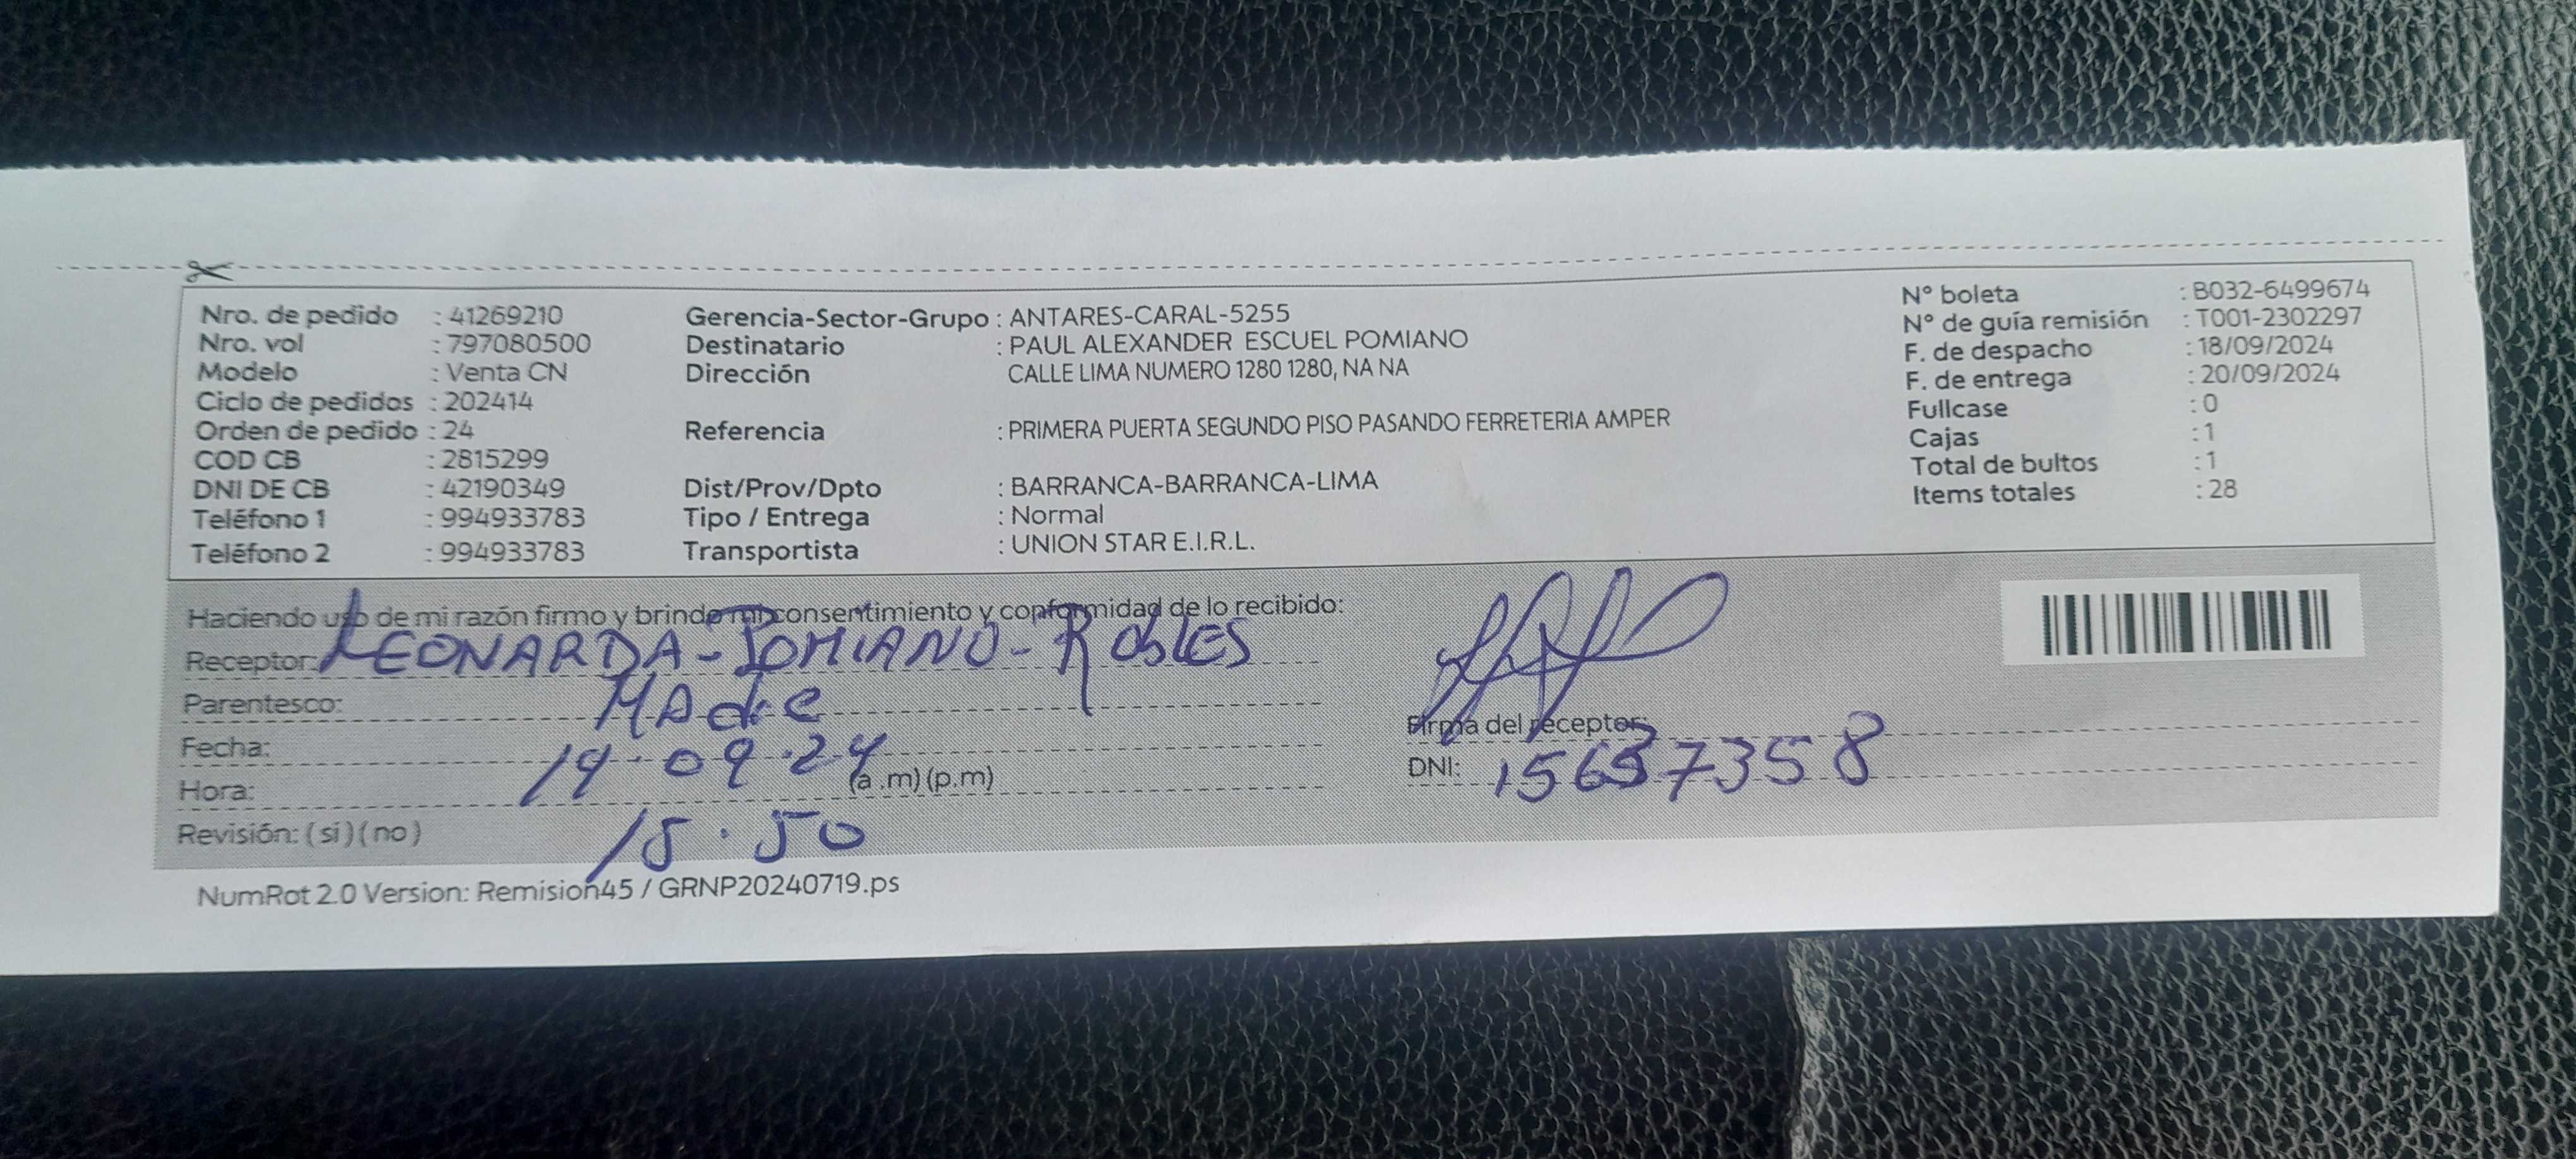 Nro. de pedido : 41269210
Nro. vol : 797080500
Modelo : Venta CN
Ciclo de pedidos : 202414
Orden de pedido : 24
COD CB : 2815299
DNI DE CB : 42190349
Teléfono 1 : 994933783
Teléfono 2 : 994933783
Gerencia-Sector-Grupo : ANTARES-CARAL-5255
Destinatario : PAUL ALEXANDER ESCUEL POMIANO
Dirección CALLE LIMA NUMERO 1280 1280, NA NA
Referencia : PRIMERA PUERTA SEGUNDO PISO PASANDO FERRETERIA AMPER
Dist/Prov/Dpto : BARRANCA-BARRANCA-LIMA
Tipo / Entrega : Normal
Transportista : UNION STAR E.I.R.L.
N° boleta : B032-6499674
N° de guía remisión : T001-2302297
F. de despacho : 18/09/2024
F. de entrega : 20/09/2024
Fullcase : 0
Cajas : 1
Total de bultos : 1
Items totales : 28
Haciendo uso de mi razón firmo y brindo mi consentimiento y conformidad de lo recibido:
Receptor: LEONARDA-POMIANO-RoblES
Parentesco: MAdre
Fecha: 19.09.24
Hora: (a .m) (p.m)
Revisión: ( si ) ( no ) 15.50
Firma del receptor:
DNI: 15637358
NumRot 2.0 Version: Remision45 / GRNP20240719.ps